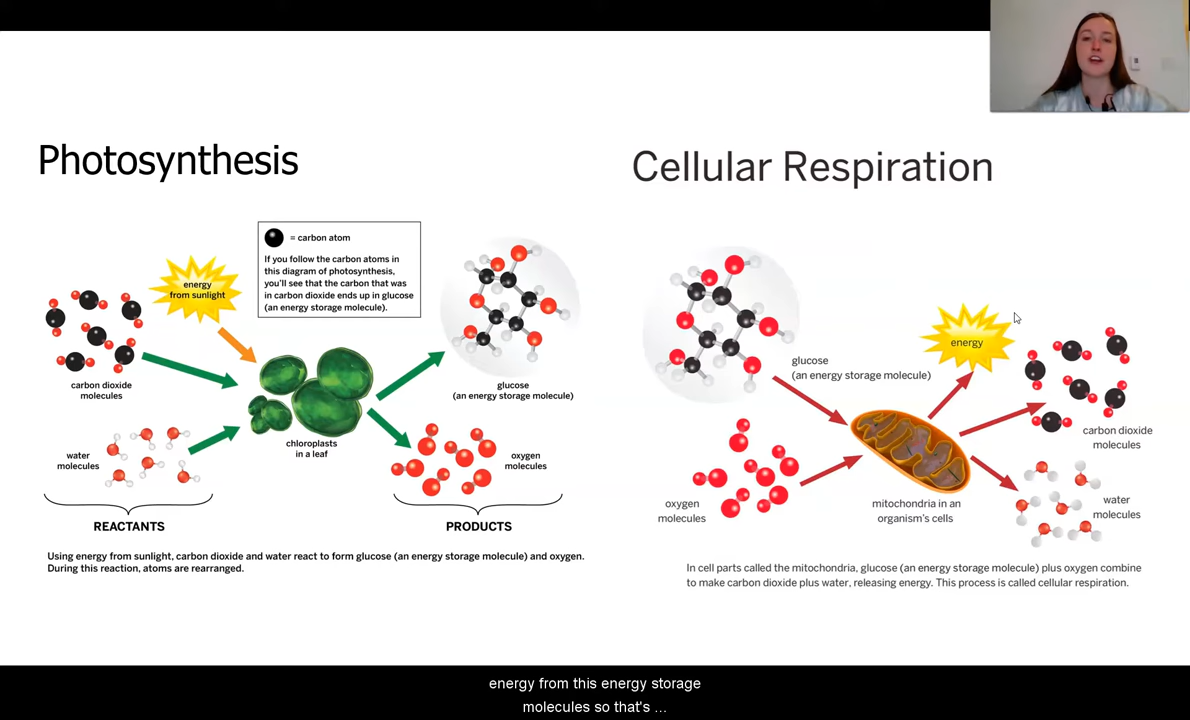 Photosynthesis
= carbon atom
If you follow the carbon atoms in
this diagram of photosynthesis,
you'll see that the carbon that was
in carbon dioxide ends up in glucose
(an energy storage molecule).
energy
from sunlight
carbon dioxide
molecules
water
molecules
chloroplasts
in a leaf
glucose
(an energy storage molecule)
oxygen
molecules
REACTANTS
PRODUCTS
Using energy from sunlight, carbon dioxide and water react to form glucose (an energy storage molecule) and oxygen.
During this reaction, atoms are rearranged.
Cellular Respiration
glucose
(an energy storage molecule)
energy
oxygen
molecules
mitochondria in an
organism's cells
carbon dioxide
molecules
water
molecules
In cell parts called the mitochondria, glucose (an energy storage molecule) plus oxygen combine
to make carbon dioxide plus water, releasing energy. This process is called cellular respiration.
energy from this energy storage
molecules so that's ...